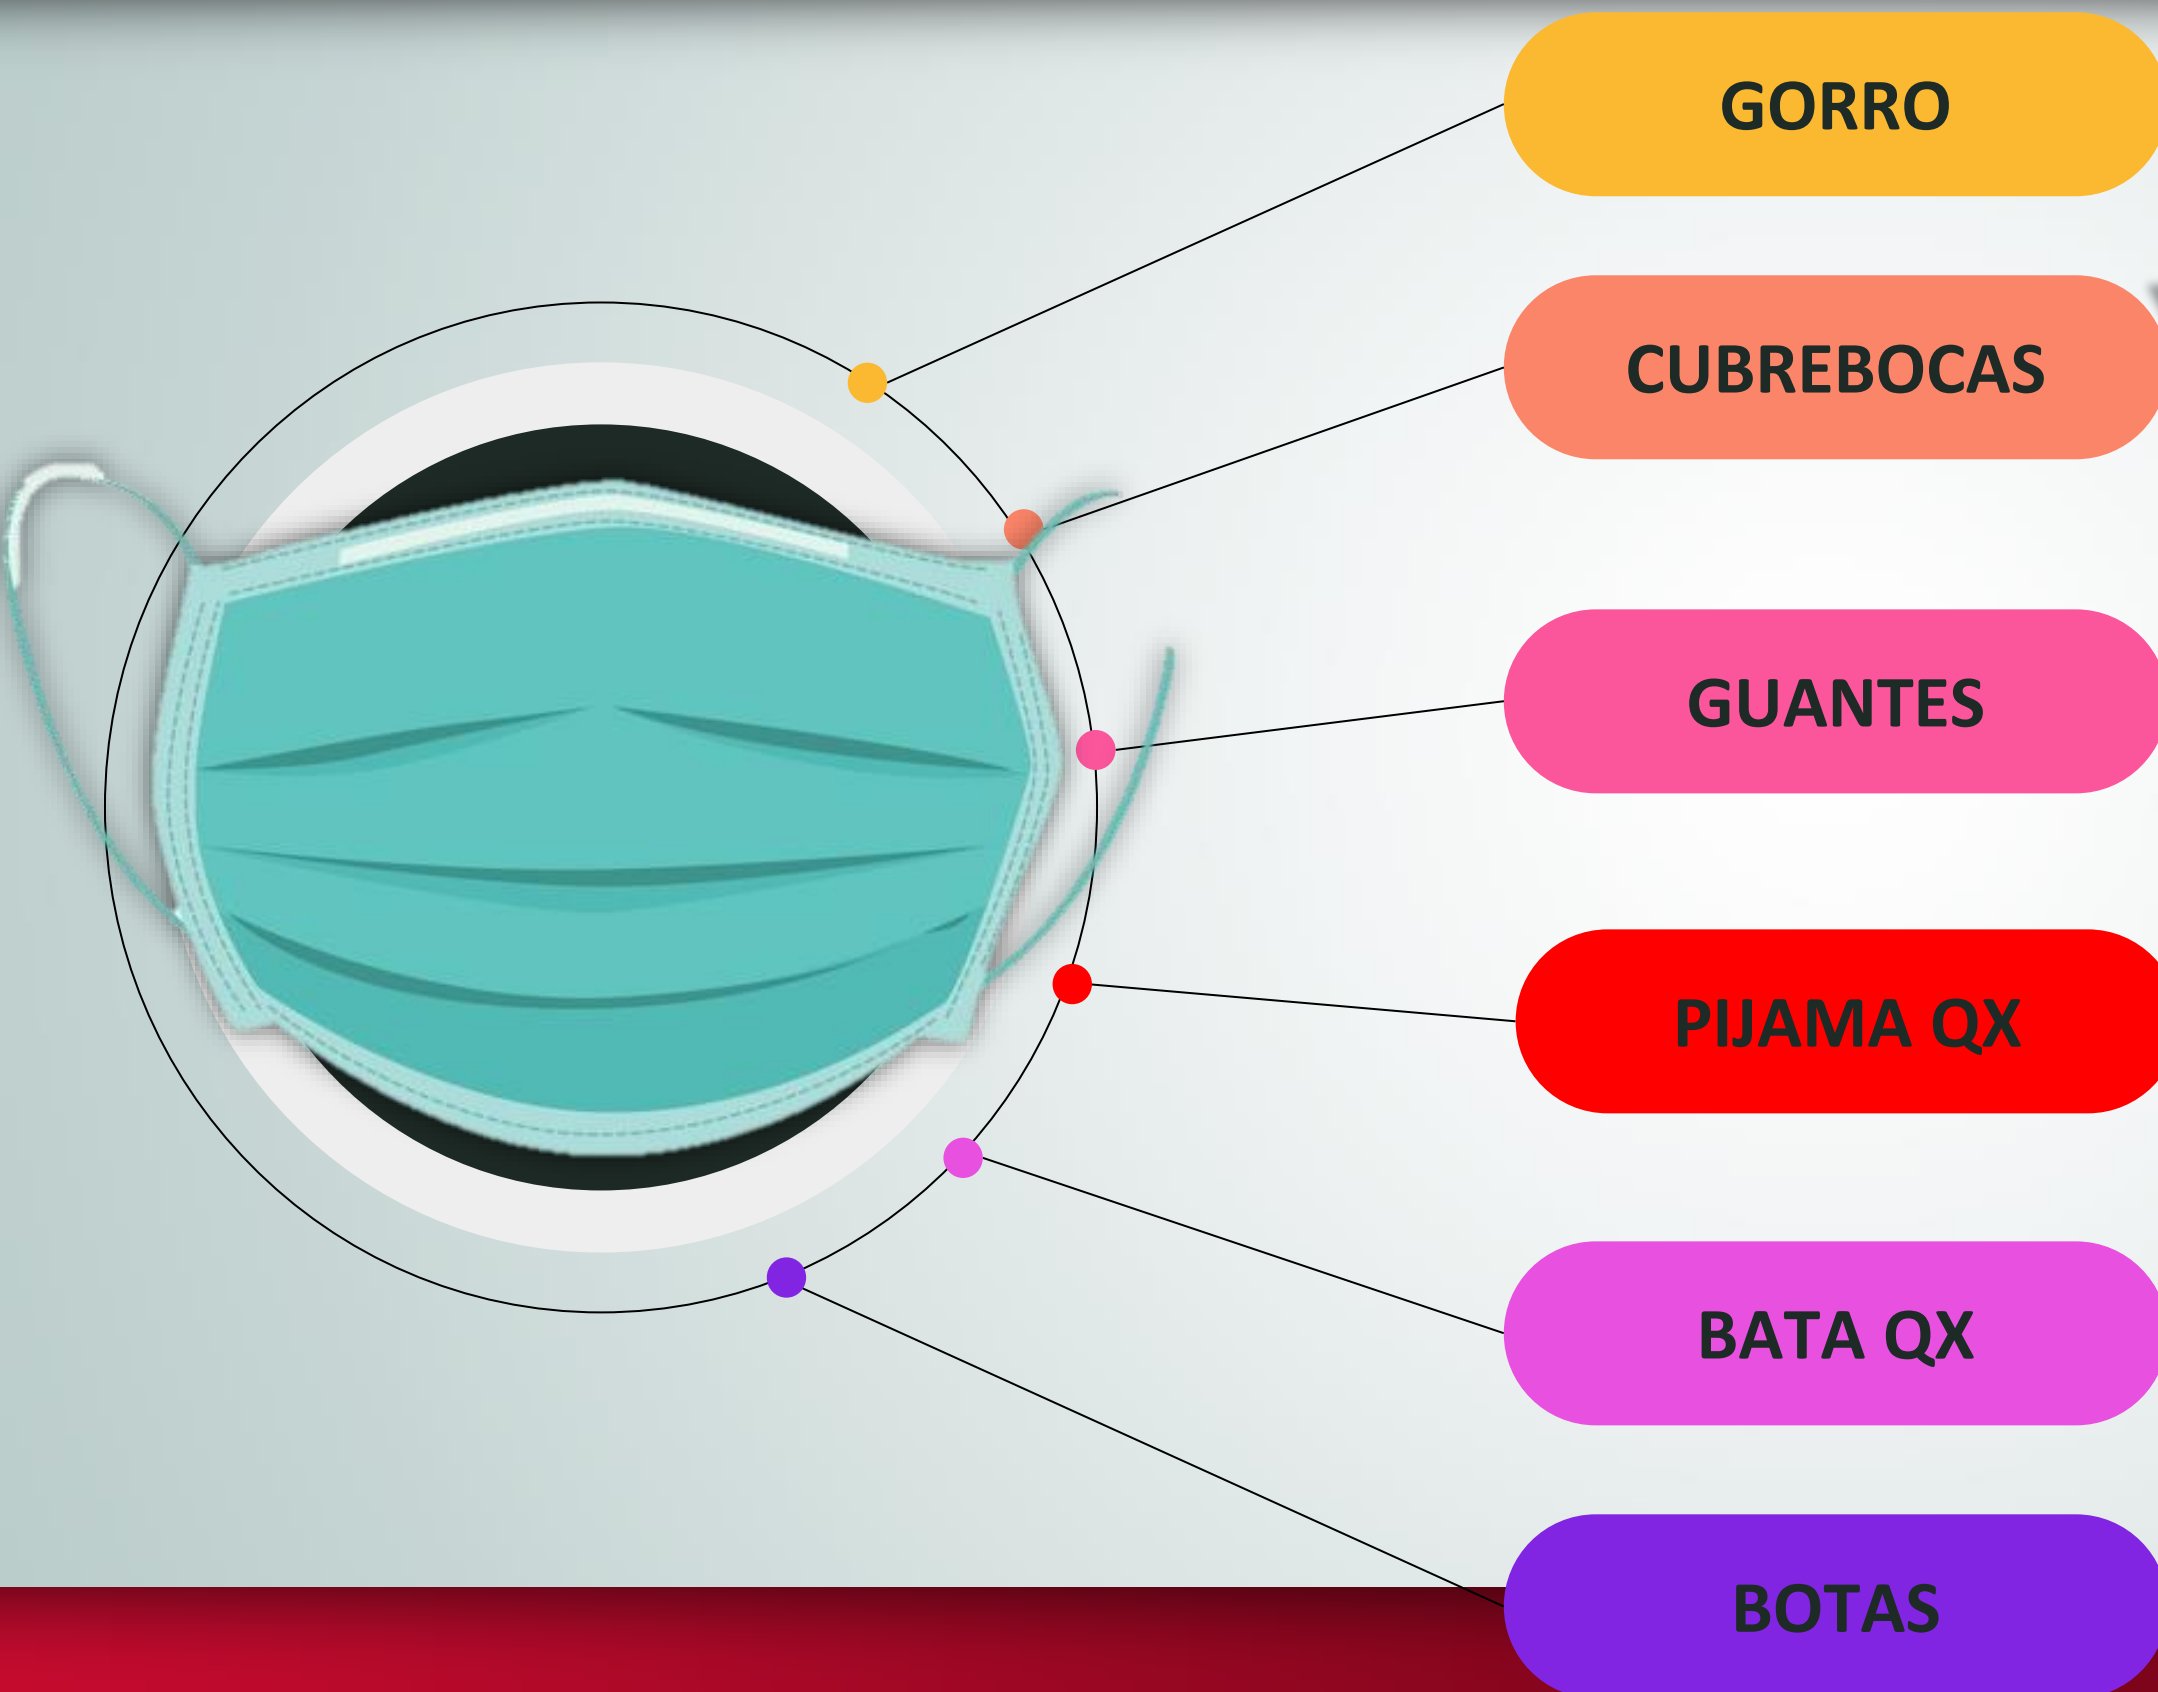 GORRO
CUBREBOCAS
GUANTES
PIJAMA QX
BATA QX
BOTAS